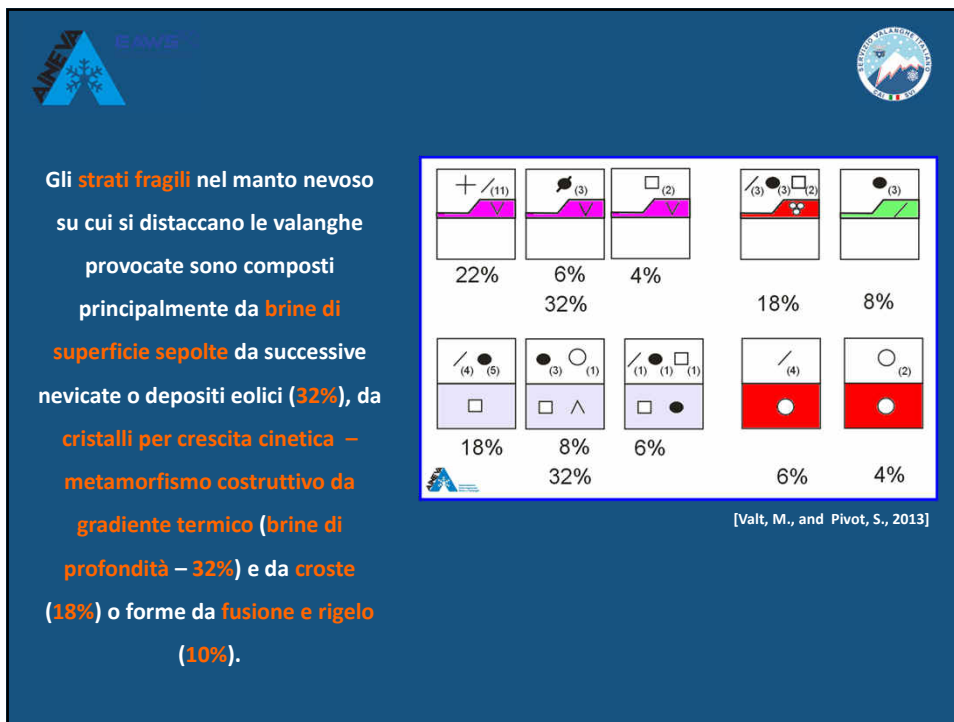 AINEVA
EAWS
SERVIZIO VALANGHE ITALIANO
CAI SVI
Gli strati fragili nel manto nevoso
su cui si distaccano le valanghe
provocate sono composti
principalmente da brine di
superficie sepolte da successive
nevicate o depositi eolici (32%), da
cristalli per crescita cinetica –
metamorfismo costruttivo da
gradiente termico (brine di
profondità – 32%) e da croste
(18%) o forme da fusione e rigelo
(10%).
(11) (3) (2) (3) (3) (2) (3)
22% 6% 4% 18% 8%
32%
(4) (5) (3) (1) (1) (1) (1) (4) (2)
18% 8% 6% 6% 4%
32%
[Valt, M., and Pivot, S., 2013]